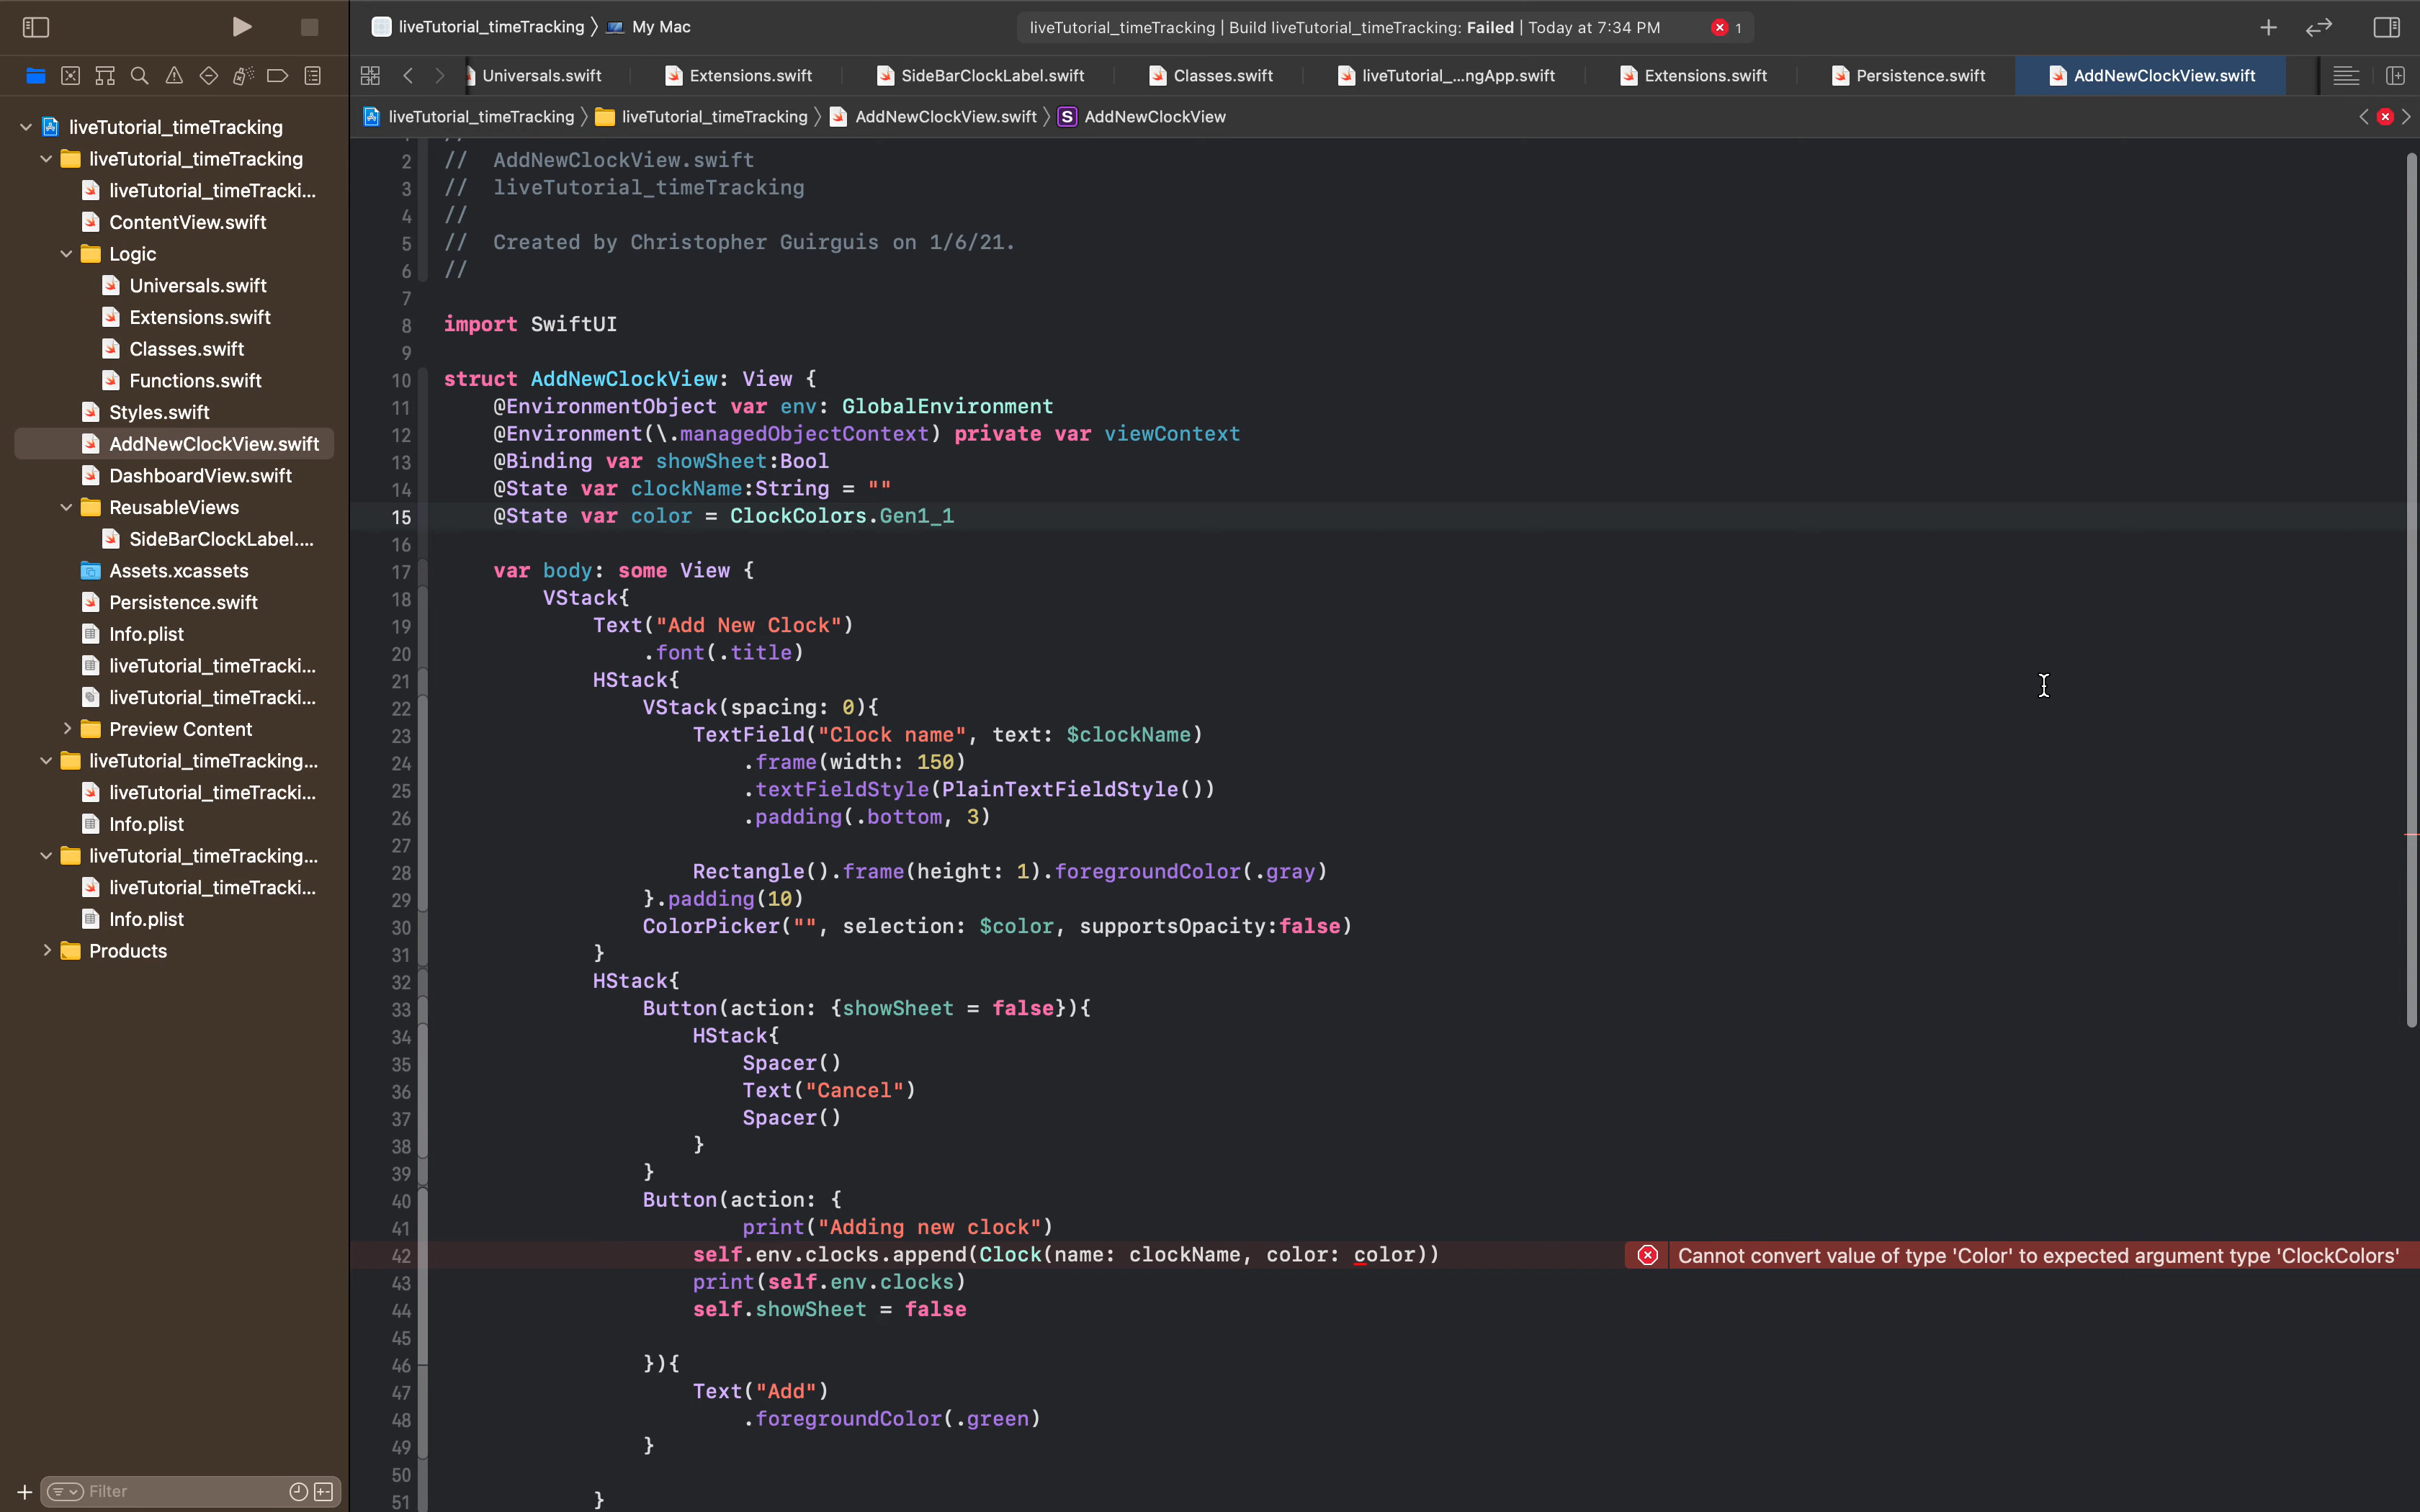 liveTutorial_timeTracking 〉 My Mac
liveTutorial_timeTracking | Build liveTutorial_timeTracking: Failed | Today at 7:34 PM 1
Universals.swift
Extensions.swift
SideBarClockLabel.swift
Classes.swift
liveTutorial_...ngApp.swift
Extensions.swift
Persistence.swift
AddNewClockView.swift
liveTutorial_timeTracking 〉 liveTutorial_timeTracking 〉 AddNewClockView.swift 〉 S AddNewClockView
liveTutorial_timeTracking
liveTutorial_timeTracking
liveTutorial_timeTracki...
ContentView.swift
Logic
Universals.swift
Extensions.swift
Classes.swift
Functions.swift
Styles.swift
AddNewClockView.swift
DashboardView.swift
ReusableViews
SideBarClockLabel....
Assets.xcassets
Persistence.swift
Info.plist
liveTutorial_timeTracki...
liveTutorial_timeTracki...
Preview Content
liveTutorial_timeTracking...
liveTutorial_timeTracki...
Info.plist
liveTutorial_timeTracking...
liveTutorial_timeTracki...
Info.plist
Products
Filter
2 //  AddNewClockView.swift
3 //  liveTutorial_timeTracking
4 //
5 //  Created by Christopher Guirguis on 1/6/21.
6 //
7
8 import SwiftUI
9
10 struct AddNewClockView: View {
11     @EnvironmentObject var env: GlobalEnvironment
12     @Environment(\.managedObjectContext) private var viewContext
13     @Binding var showSheet:Bool
14     @State var clockName:String = ""
15     @State var color = ClockColors.Gen1_1
16
17     var body: some View {
18         VStack{
19             Text("Add New Clock")
20                 .font(.title)
21             HStack{
22                 VStack(spacing: 0){
23                     TextField("Clock name", text: $clockName)
24                         .frame(width: 150)
25                         .textFieldStyle(PlainTextFieldStyle())
26                         .padding(.bottom, 3)
27
28                     Rectangle().frame(height: 1).foregroundColor(.gray)
29                 }.padding(10)
30                 ColorPicker("", selection: $color, supportsOpacity:false)
31             }
32             HStack{
33                 Button(action: {showSheet = false}){
34                     HStack{
35                         Spacer()
36                         Text("Cancel")
37                         Spacer()
38                     }
39                 }
40                 Button(action: {
41                         print("Adding new clock")
42                     self.env.clocks.append(Clock(name: clockName, color: color)) Cannot convert value of type 'Color' to expected argument type 'ClockColors'
43                     print(self.env.clocks)
44                     self.showSheet = false
45
46                 }){
47                     Text("Add")
48                         .foregroundColor(.green)
49                 }
50
51             }